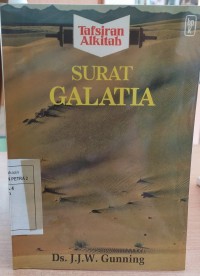 Tafsiran
Alkitab
SURAT
GALATIA
Ds. J.J.W. Gunning